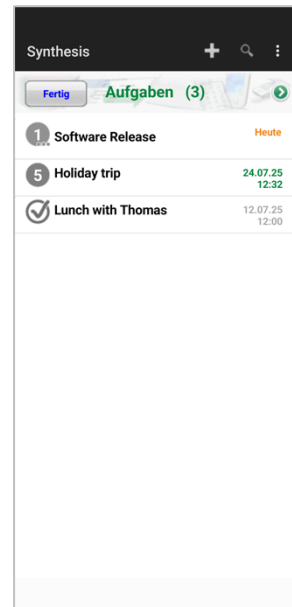 Synthesis
Fertig
Aufgaben (3)
1 Software Release Heute
5 Holiday trip 24.07.25
12:32
Lunch with Thomas 12.07.25
12:00